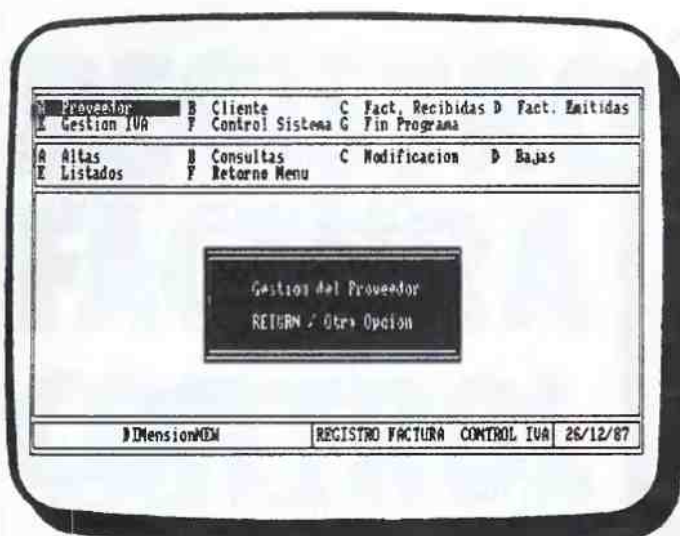 A Proveedor B Cliente C Fact. Recibidas D Fact. Emitidas
E Gestion IVA F Control Sistema G Fin Programa
A Altas B Consultas C Modificacion D Bajas
E Listados F Retorno Menu
Gestion del Proveedor
RETURN / Otra Opcion
DIMensionNEW REGISTRO FACTURA CONTROL IVA 26/12/87